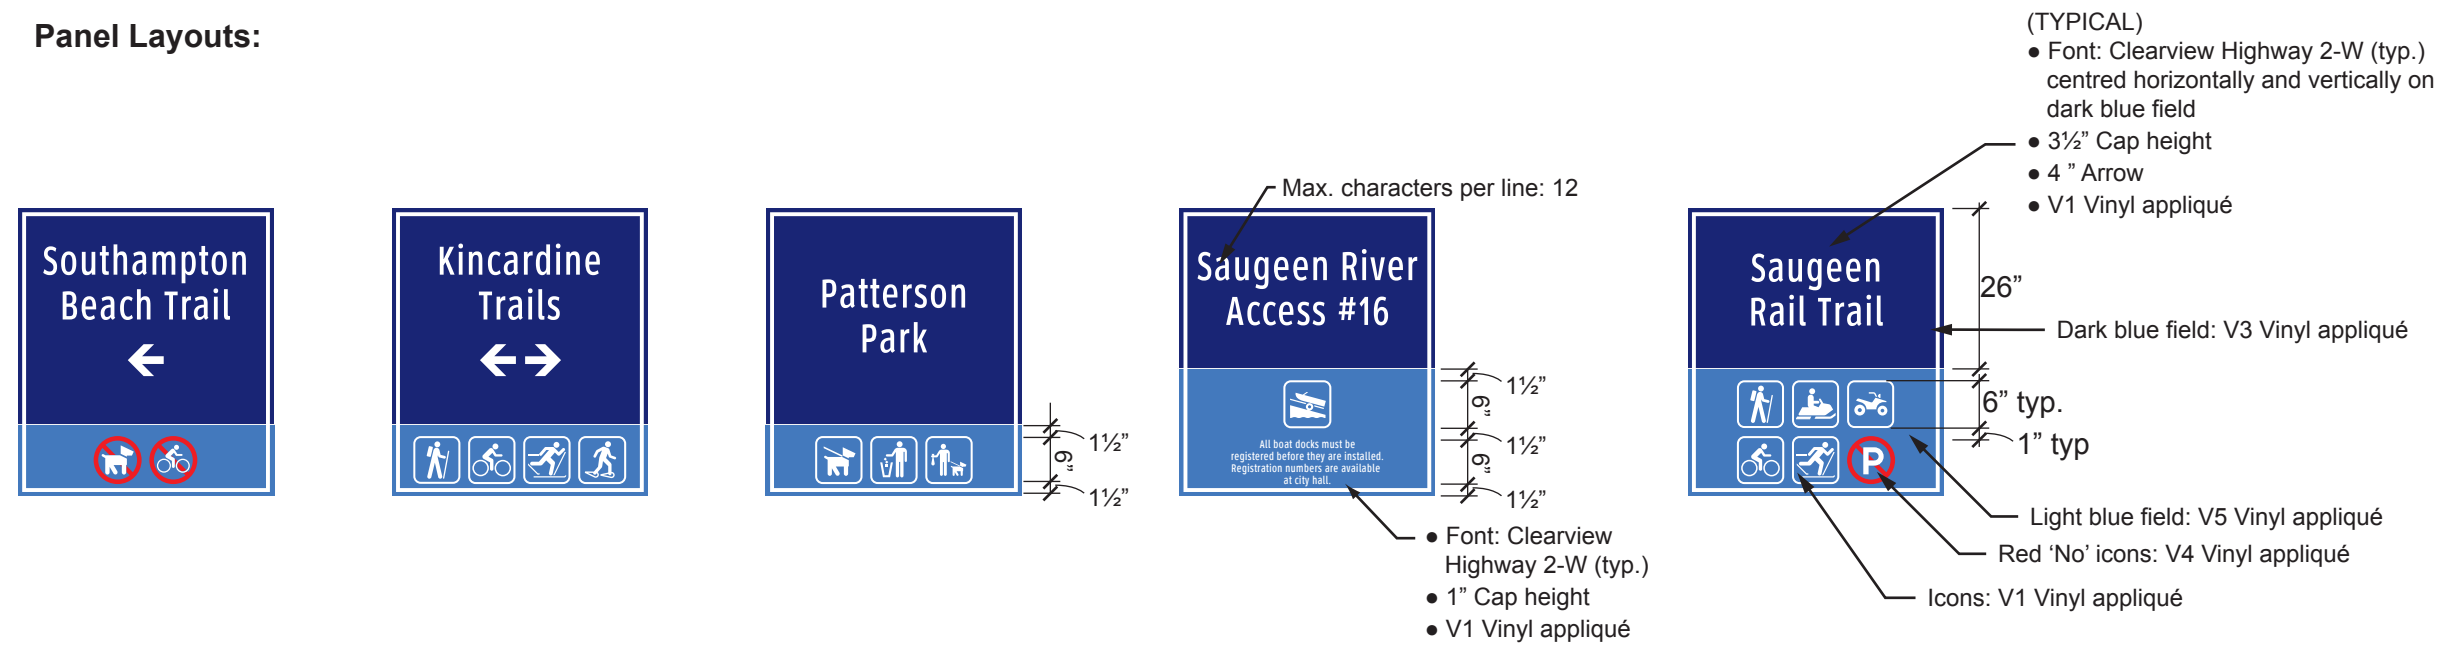 Panel Layouts:
(TYPICAL)
● Font: Clearview Highway 2-W (typ.)
centred horizontally and vertically on
dark blue field
● 3½” Cap height
● 4 ” Arrow
● V1 Vinyl appliqué
Southampton
Beach Trail
Kincardine
Trails
Patterson
Park
1½”
6”
1½”
Max. characters per line: 12
Saugeen River
Access #16
All boat docks must be
registered before they are installed.
Registration numbers are available
at city hall.
1½”
6”
1½”
6”
1½”
● Font: Clearview
Highway 2-W (typ.)
● 1” Cap height
● V1 Vinyl appliqué
Saugeen
Rail Trail
P
26”
Dark blue field: V3 Vinyl appliqué
6” typ.
1” typ
Light blue field: V5 Vinyl appliqué
Red ‘No’ icons: V4 Vinyl appliqué
Icons: V1 Vinyl appliqué